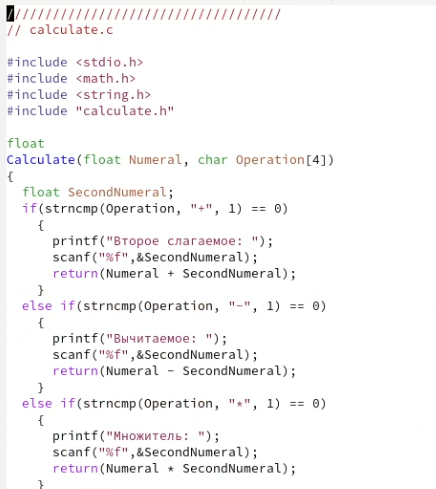 ////////////////////////////////////
// calculate.c
#include <stdio.h>
#include <math.h>
#include <string.h>
#include "calculate.h"
float
Calculate(float Numeral, char Operation[4])
{
float SecondNumeral;
if(strncmp(Operation, "+", 1) == 0)
{
printf("Второе слагаемое: ");
scanf("%f",&SecondNumeral);
return(Numeral + SecondNumeral);
}
else if(strncmp(Operation, "-", 1) == 0)
{
printf("Вычитаемое: ");
scanf("%f",&SecondNumeral);
return(Numeral - SecondNumeral);
}
else if(strncmp(Operation, "*", 1) == 0)
{
printf("Множитель: ");
scanf("%f",&SecondNumeral);
return(Numeral * SecondNumeral);
}